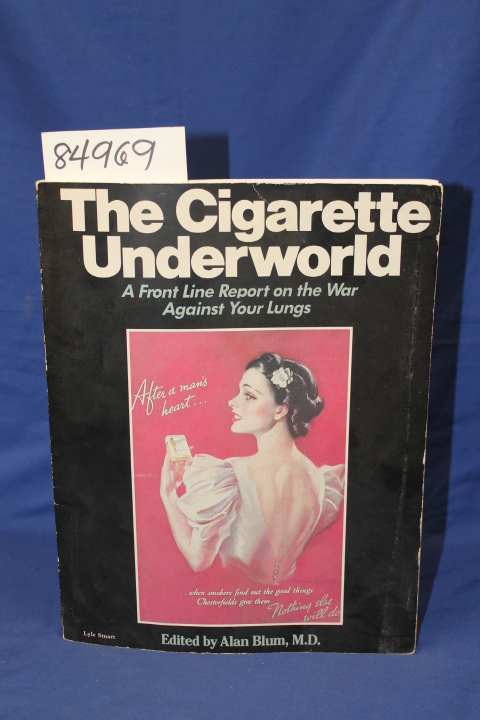 84969
The Cigarette
Underworld
A Front Line Report on the War
Against Your Lungs
After a man's
heart...
...when smokers find out the good things
Chesterfields give them
Nothing else
will do
Edited by Alan Blum, M.D.
Lyle Stuart